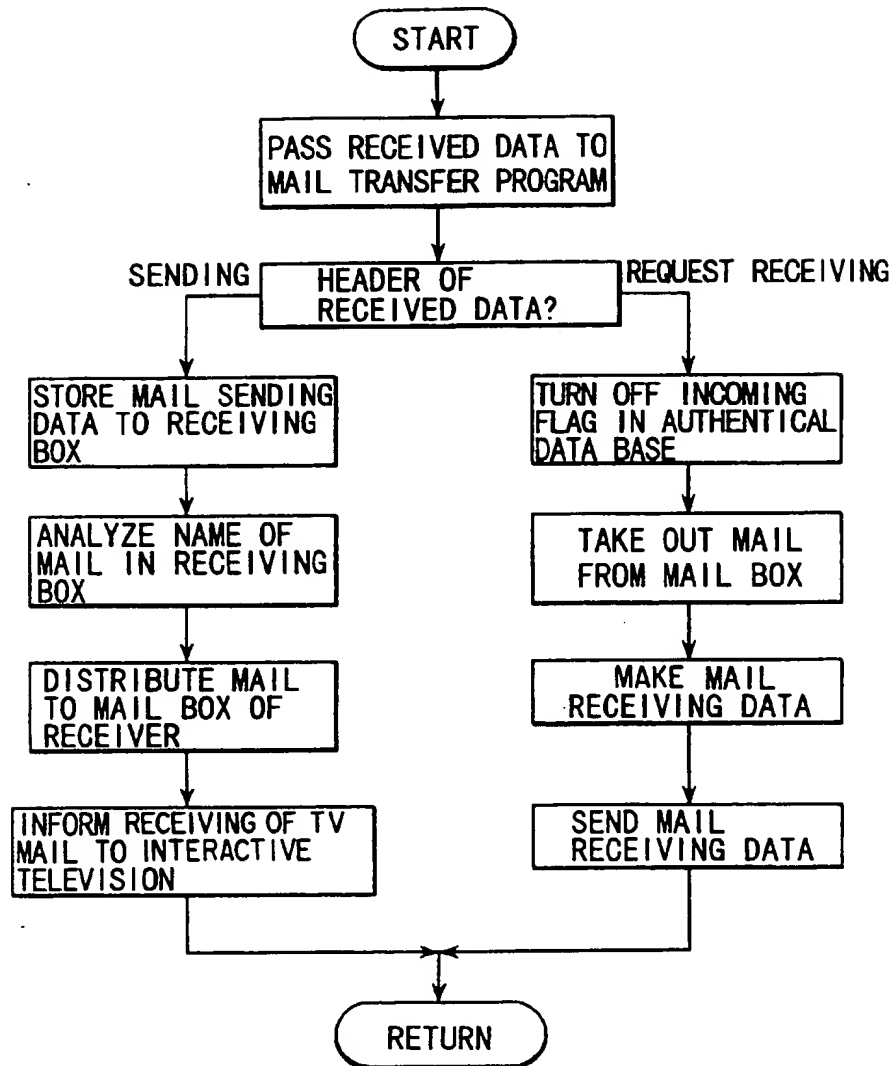 START
PASS RECEIVED DATA TO
MAIL TRANSFER PROGRAM
SENDING
HEADER OF
RECEIVED DATA?
REQUEST RECEIVING
STORE MAIL SENDING
DATA TO RECEIVING
BOX
ANALYZE NAME OF
MAIL IN RECEIVING
BOX
DISTRIBUTE MAIL
TO MAIL BOX OF
RECEIVER
INFORM RECEIVING OF TV
MAIL TO INTERACTIVE
TELEVISION
TURN OFF INCOMING
FLAG IN AUTHENTICAL
DATA BASE
TAKE OUT MAIL
FROM MAIL BOX
MAKE MAIL
RECEIVING DATA
SEND MAIL
RECEIVING DATA
RETURN